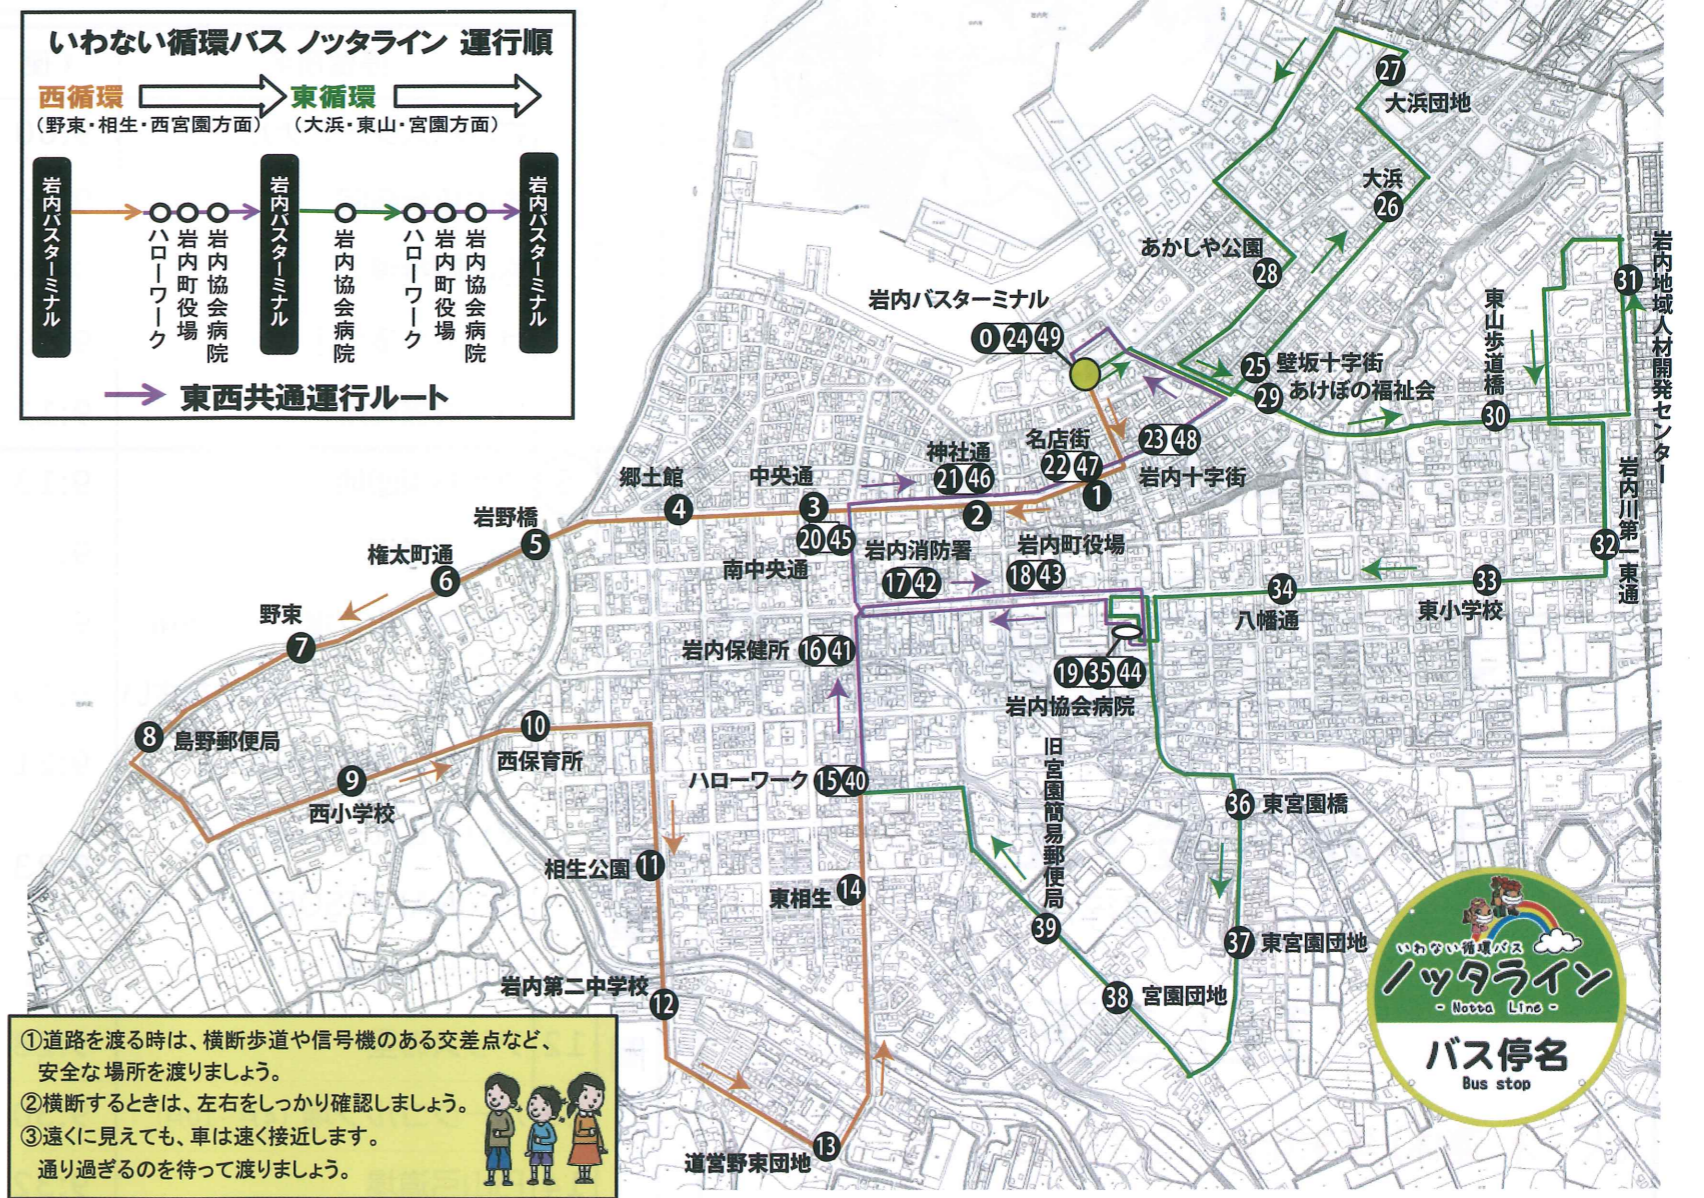 いわない循環バス ノッタライン 運行順
西循環
東循環
（野東・相生・西宮園方面）
（大浜・東山・宮園方面）
岩内バスターミナル
ハローワーク
岩内町役場
岩内協会病院
岩内バスターミナル
岩内協会病院
ハローワーク
岩内町役場
岩内協会病院
岩内バスターミナル
東西共通運行ルート
27
大浜団地
大浜
26
あかしや公園
28
岩内バスターミナル
0 24 49
25 壁坂十字街
29 あけぼの福祉会
東山歩道橋
30
31
岩内地域人材開発センター
岩内川第一東通
32
名店街
22 47
1
23 48
岩内十字街
神社通
21 46
2
中央通
3
20 45
南中央通
郷土館
4
岩野橋
5
権太町通
6
野東
7
8 島野郵便局
9
西小学校
10
西保育所
岩内消防署
17 42
岩内町役場
18 43
34
八幡通
33
東小学校
岩内保健所 16 41
19 35 44
岩内協会病院
ハローワーク 15 40
旧宮園簡易郵便局
39
36 東宮園橋
相生公園 11
東相生 14
37 東宮園団地
38 宮園団地
岩内第二中学校
12
13
道営野東団地
①道路を渡る時は、横断歩道や信号機のある交差点など、
安全な場所を渡りましょう。
②横断するときは、左右をしっかり確認しましょう。
③遠くに見えても、車は速く接近します。
通り過ぎるのを待って渡りましょう。
いわない循環バス
ノッタライン
- Notta Line -
バス停名
Bus stop